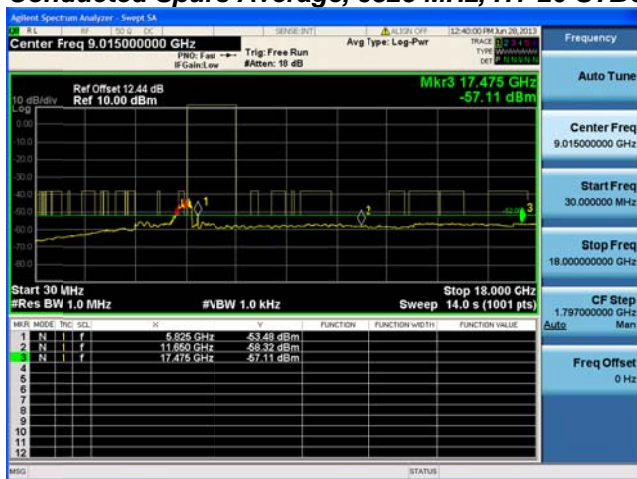 Conducted Spurs Average, 5825 MHz, HT-20 STBC
Agilent Spectrum Analyzer - Swept SA
RL RF 50 Ω DC SENSE:INT ALIGN OFF 12:40:00 PM Jun 28, 2013
Center Freq 9.015000000 GHz
PNO: Fast
IFGain:Low
Trig: Free Run
#Atten: 18 dB
Avg Type: Log-Pwr
TRACE 1 2 3 4 5 6
TYPE
DET P N N N N N
Mkr3 17.475 GHz
-57.11 dBm
Ref Offset 12.44 dB
Ref 10.00 dBm
10 dB/div
Log
0.00
-10.0
-20.0
-30.0
-40.0
-50.0
-60.0
-70.0
-80.0
1
2
3
Start 30 MHz
Stop 18.000 GHz
#Res BW 1.0 MHz
#VBW 1.0 kHz
Sweep 14.0 s (1001 pts)
MKR MODE TRC SCL X Y FUNCTION FUNCTION WIDTH FUNCTION VALUE
1 N 1 f 5.825 GHz -53.48 dBm
2 N 1 f 11.650 GHz -58.32 dBm
3 N 1 f 17.475 GHz -57.11 dBm
4
5
6
7
8
9
10
11
12
MSG
STATUS
Frequency
Auto Tune
Center Freq
9.015000000 GHz
Start Freq
30.000000 MHz
Stop Freq
18.000000000 GHz
CF Step
1.797000000 GHz
Auto Man
Freq Offset
0 Hz